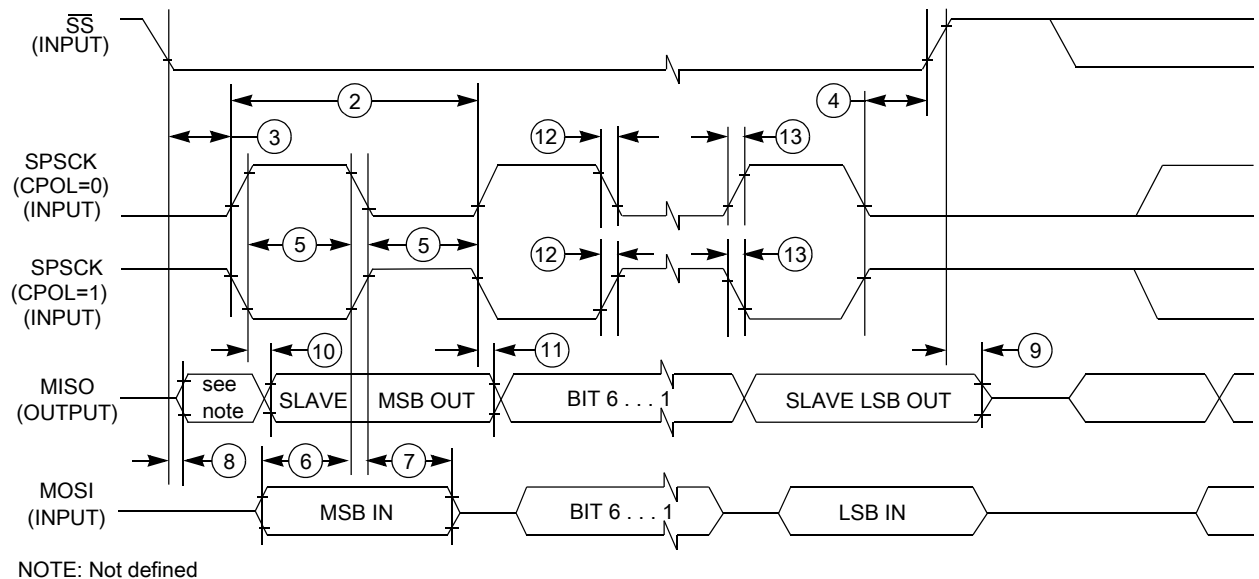 SS
(INPUT)
2
4
3
12
13
SPSCK
(CPOL=0)
(INPUT)
5
5
12
13
SPSCK
(CPOL=1)
(INPUT)
10
11
9
MISO
(OUTPUT)
see
note
SLAVE
MSB OUT
BIT 6 . . . 1
SLAVE LSB OUT
8
6
7
MOSI
(INPUT)
MSB IN
BIT 6 . . . 1
LSB IN
NOTE: Not defined